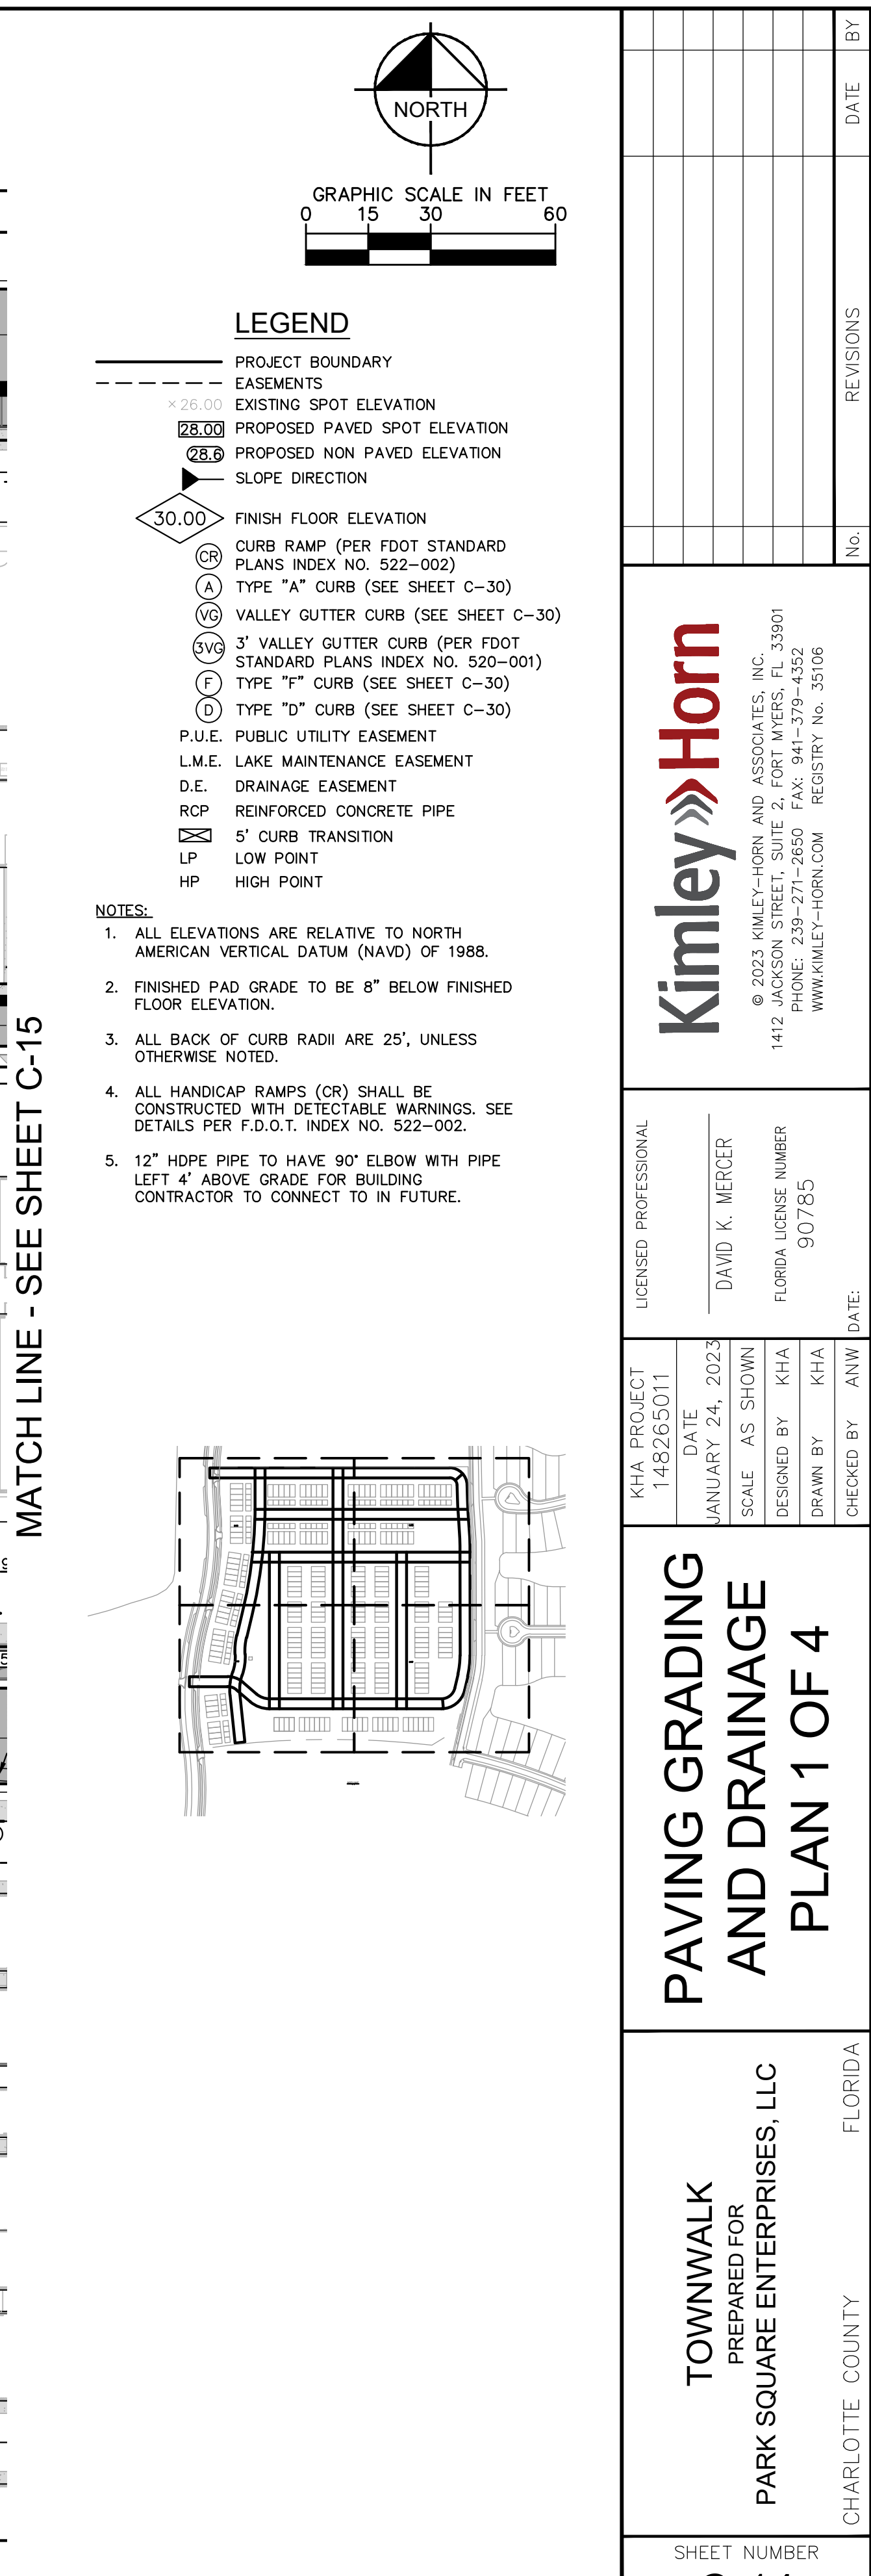 NORTH
GRAPHIC SCALE IN FEET
0 15 30 60
LEGEND
PROJECT BOUNDARY
EASEMENTS
×26.00 EXISTING SPOT ELEVATION
28.00 PROPOSED PAVED SPOT ELEVATION
28.6 PROPOSED NON PAVED ELEVATION
SLOPE DIRECTION
30.00 FINISH FLOOR ELEVATION
CR CURB RAMP (PER FDOT STANDARD
PLANS INDEX NO. 522-002)
A TYPE "A" CURB (SEE SHEET C-30)
VG VALLEY GUTTER CURB (SEE SHEET C-30)
3VG 3' VALLEY GUTTER CURB (PER FDOT
STANDARD PLANS INDEX NO. 520-001)
F TYPE "F" CURB (SEE SHEET C-30)
D TYPE "D" CURB (SEE SHEET C-30)
P.U.E. PUBLIC UTILITY EASEMENT
L.M.E. LAKE MAINTENANCE EASEMENT
D.E. DRAINAGE EASEMENT
RCP REINFORCED CONCRETE PIPE
5' CURB TRANSITION
LP LOW POINT
HP HIGH POINT
NOTES:
1. ALL ELEVATIONS ARE RELATIVE TO NORTH
AMERICAN VERTICAL DATUM (NAVD) OF 1988.
2. FINISHED PAD GRADE TO BE 8" BELOW FINISHED
FLOOR ELEVATION.
3. ALL BACK OF CURB RADII ARE 25', UNLESS
OTHERWISE NOTED.
4. ALL HANDICAP RAMPS (CR) SHALL BE
CONSTRUCTED WITH DETECTABLE WARNINGS. SEE
DETAILS PER F.D.O.T. INDEX NO. 522-002.
5. 12" HDPE PIPE TO HAVE 90° ELBOW WITH PIPE
LEFT 4' ABOVE GRADE FOR BUILDING
CONTRACTOR TO CONNECT TO IN FUTURE.
MATCH LINE - SEE SHEET C-15
No. REVISIONS DATE BY
Kimley»Horn
© 2023 KIMLEY-HORN AND ASSOCIATES, INC.
1412 JACKSON STREET, SUITE 2, FORT MYERS, FL 33901
PHONE: 239-271-2650 FAX: 941-379-4352
WWW.KIMLEY-HORN.COM REGISTRY No. 35106
LICENSED PROFESSIONAL
DAVID K. MERCER
FLORIDA LICENSE NUMBER
90785
DATE:
KHA PROJECT
148265011
DATE
JANUARY 24, 2023
SCALE AS SHOWN
DESIGNED BY KHA
DRAWN BY KHA
CHECKED BY ANW
PAVING GRADING
AND DRAINAGE
PLAN 1 OF 4
TOWNWALK
PREPARED FOR
PARK SQUARE ENTERPRISES, LLC
CHARLOTTE COUNTY FLORIDA
SHEET NUMBER